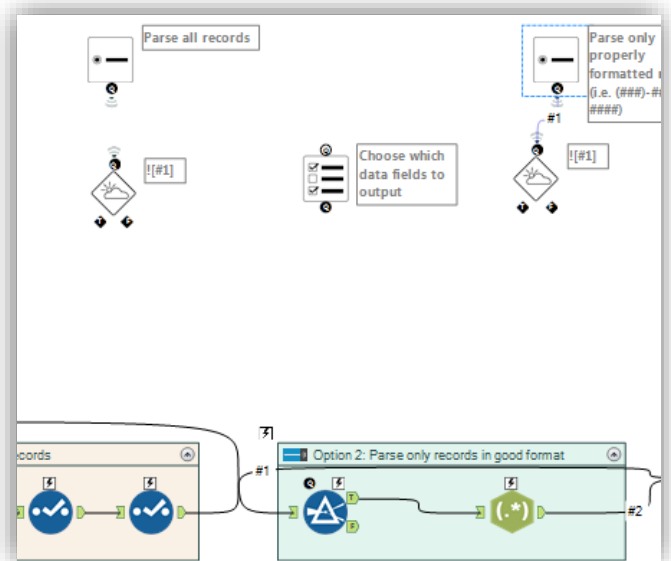 Parse all records
Parse only
properly
formatted
(i.e. (###)-##
####)
#1
![#1]
Choose which
data fields to
output
![#1]
Q
Q
Q
Q
Q
Q
T
F
T
F
ecords
Option 2: Parse only records in good format
#1
Q
T
F
(.*)
#2